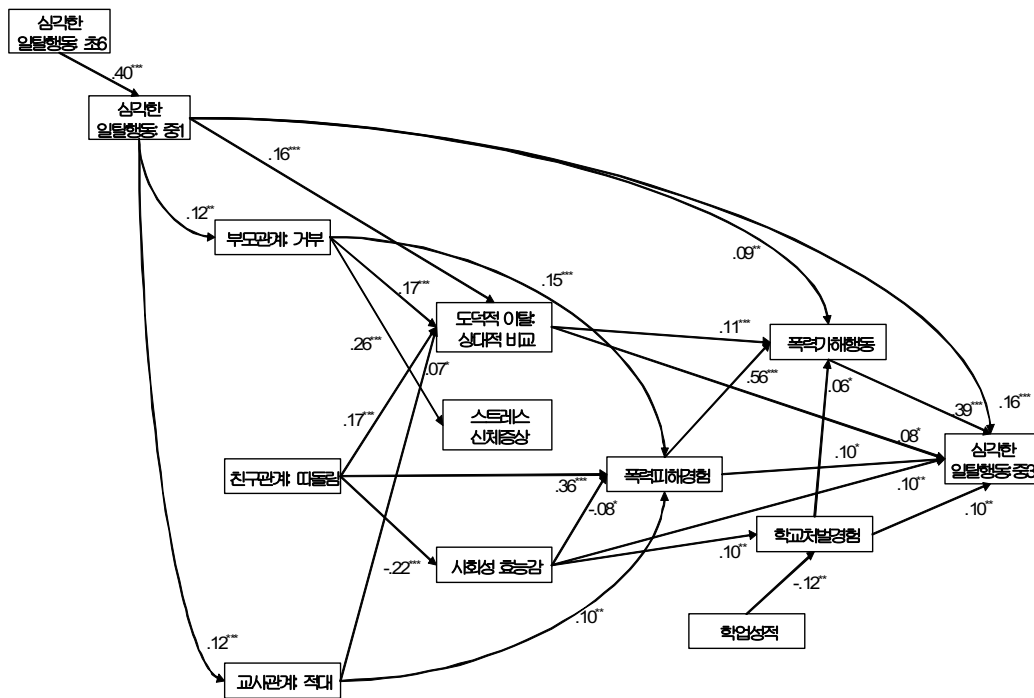 심각한
일탈행동: 초6
.40***
심각한
일탈행동: 중1
.16***
.12**
부모관계: 거부
.09**
.15***
.17***
도덕적 이탈:
상대적 비교
.11***
폭력가해행동
.26***
.07*
.56***
.06*
.39***
.16***
.17***
스트레스
신체증상
.08*
심각한
일탈행동:중3
친구관계: 따돌림
.36***
폭력피해경험
.10*
-.08*
.10**
학교처벌경험
.10**
-.22***
사회성 효능감
.10**
-.12**
.10**
학업성적
.12***
교사관계: 적대